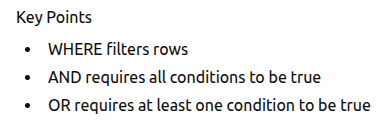 Key Points
• WHERE filters rows
• AND requires all conditions to be true
• OR requires at least one condition to be true